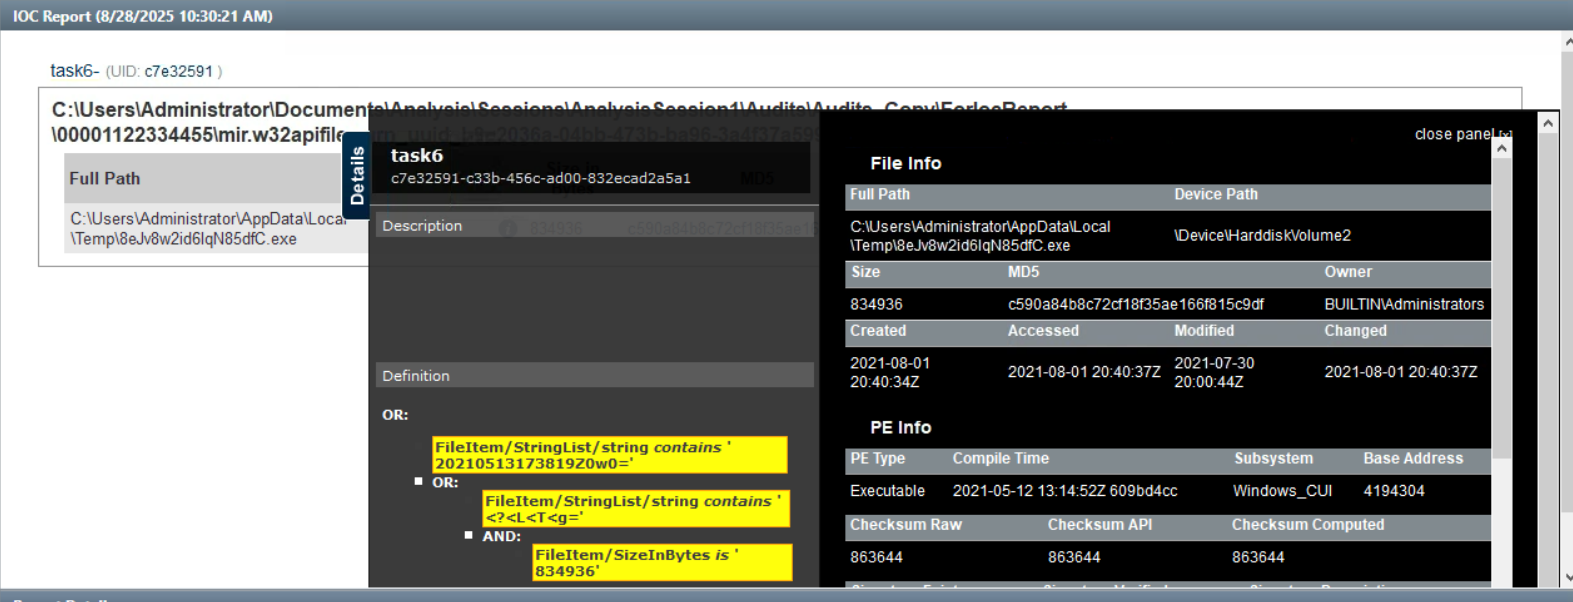 IOC Report (8/28/2025 10:30:21 AM)
task6- (UID: c7e32591 )
C:\Users\Administrator\Documents\Analysis\Sessions\AnalysisSession1\Audits\Audits_Copy\ForIocReport
\00001122334455\mir.w32apifile
Full Path
MD5
C:\Users\Administrator\AppData\Local
\Temp\8eJv8w2id6IqN85dfC.exe
834936
Details
task6
c7e32591-c33b-456c-ad00-832ecad2a5a1
Description
Definition
OR:
FileItem/StringList/string contains '
20210513173819Z0w0='
OR:
FileItem/StringList/string contains '
<?<L<T<g='
AND:
FileItem/SizeInBytes is '
834936'
close panel [x]
File Info
Full Path Device Path
C:\Users\Administrator\AppData\Local
\Temp\8eJv8w2id6IqN85dfC.exe
\Device\HarddiskVolume2
Size MD5 Owner
834936 c590a84b8c72cf18f35ae166f815c9df BUILTIN\Administrators
Created Accessed Modified Changed
2021-08-01
20:40:34Z
2021-08-01 20:40:37Z
2021-07-30
20:00:44Z
2021-08-01 20:40:37Z
PE Info
PE Type Compile Time Subsystem Base Address
Executable 2021-05-12 13:14:52Z 609bd4cc Windows_CUI 4194304
Checksum Raw Checksum API Checksum Computed
863644 863644 863644